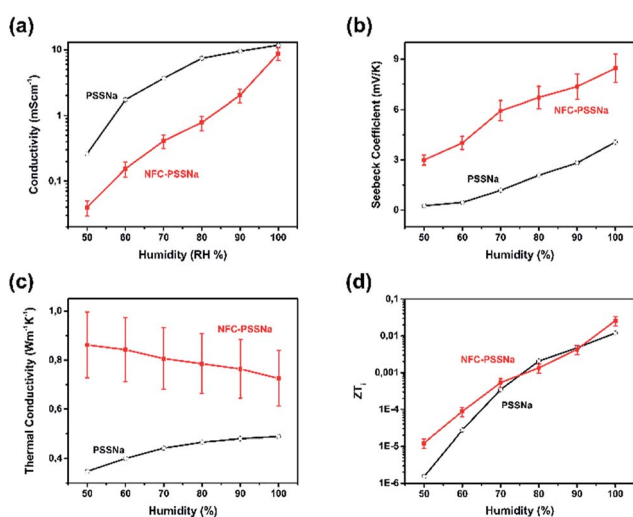 (a)
Conductivity (mScm⁻¹)
10
1
0,1
PSSNa
NFC-PSSNa
50 60 70 80 90 100
Humidity (RH %)
(b)
Seebeck Coefficient (mV/K)
9
6
3
0
NFC-PSSNa
PSSNa
50 60 70 80 90 100
Humidity (%)
(c)
Thermal Conductivity (Wm⁻¹K⁻¹)
1,0
0,8
0,6
0,4
NFC-PSSNa
PSSNa
50 60 70 80 90 100
Humidity (%)
(d)
ZTᵢ
0,1
0,01
0,001
1E-4
1E-5
1E-6
NFC-PSSNa
PSSNa
50 60 70 80 90 100
Humidity (%)